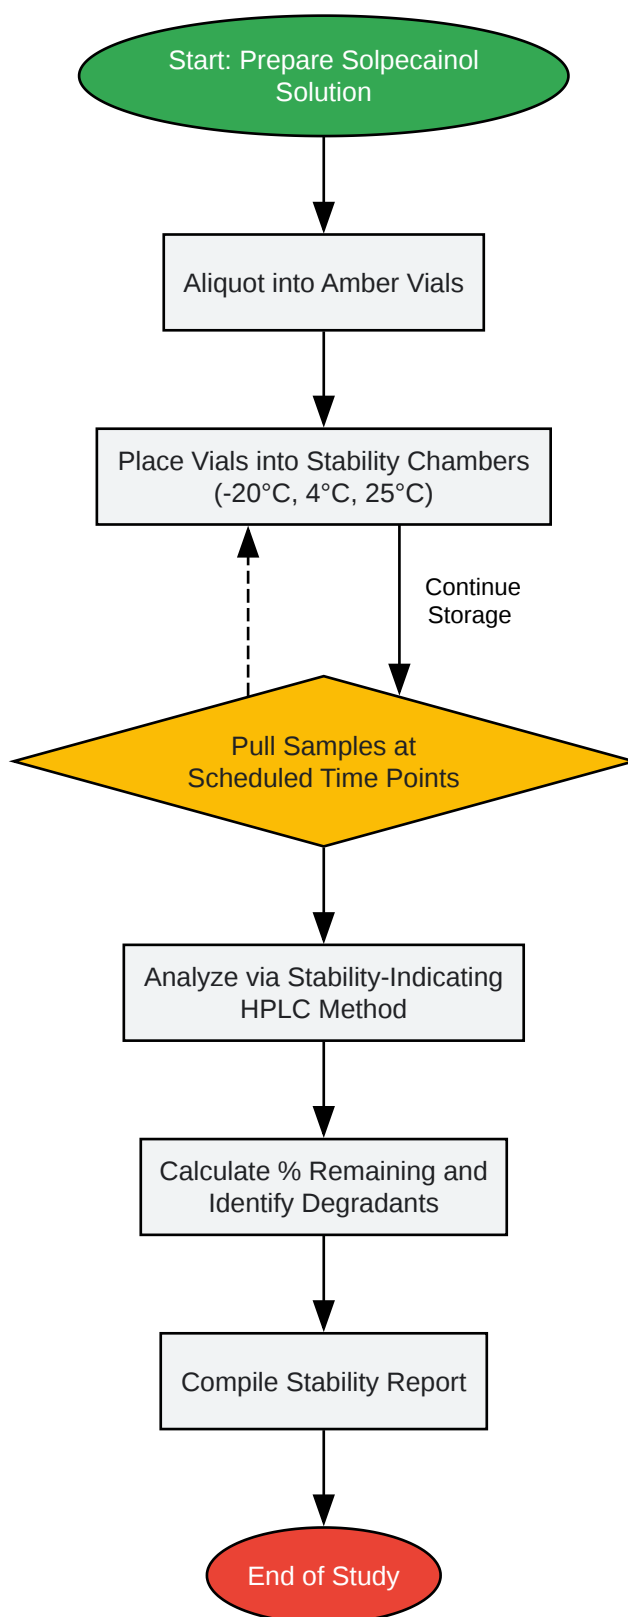 Start: Prepare Solpecainol
Solution
Aliquot into Amber Vials
Place Vials into Stability Chambers
(-20°C, 4°C, 25°C)
Continue
Storage
Pull Samples at
Scheduled Time Points
Analyze via Stability-Indicating
HPLC Method
Calculate % Remaining and
Identify Degradants
Compile Stability Report
End of Study